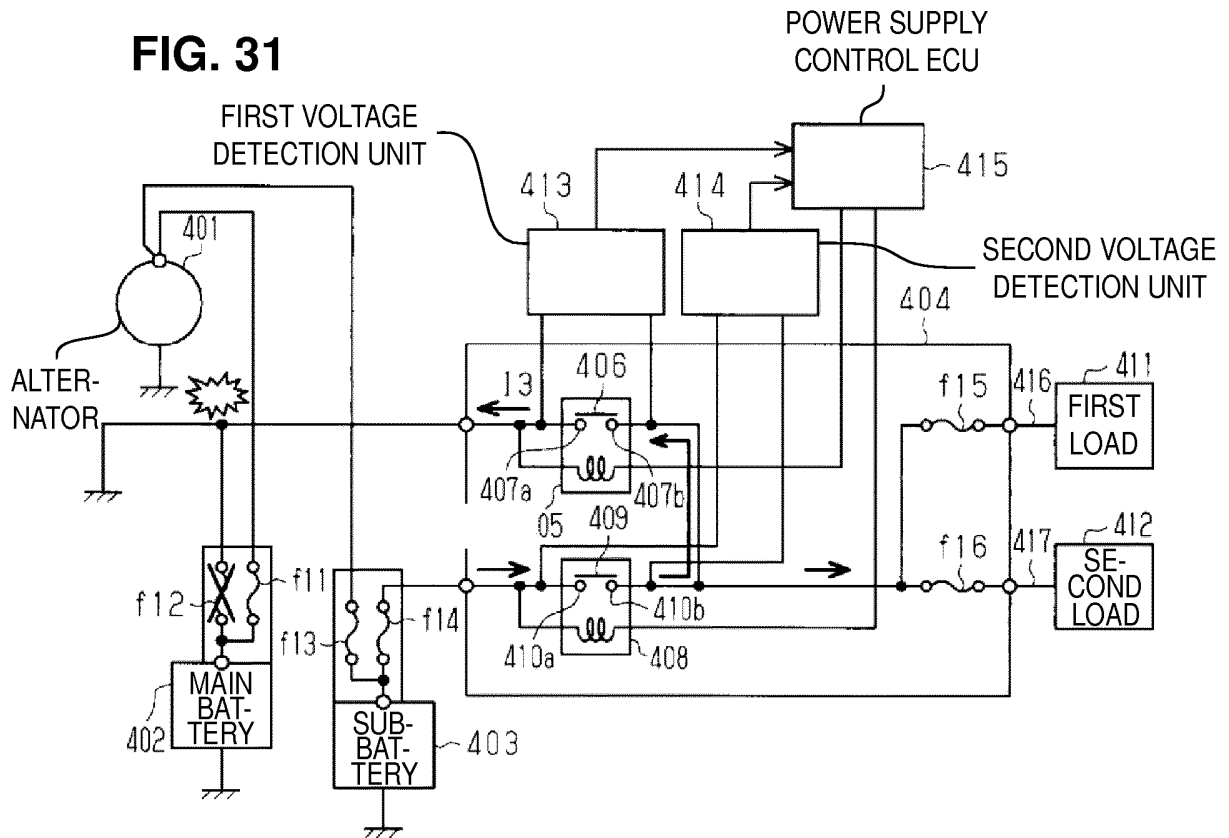 FIG. 31
POWER SUPPLY
CONTROL ECU
FIRST VOLTAGE
DETECTION UNIT
415
413
414
401
SECOND VOLTAGE
DETECTION UNIT
404
ALTER-
NATOR
13
406
f15
416
411
FIRST
LOAD
407a
407b
05
409
f16
417
412
SE-
COND
LOAD
f12
f11
f13
f14
410a
410b
408
MAIN
BAT-
TERY
402
SUB-
BAT-
TERY
403